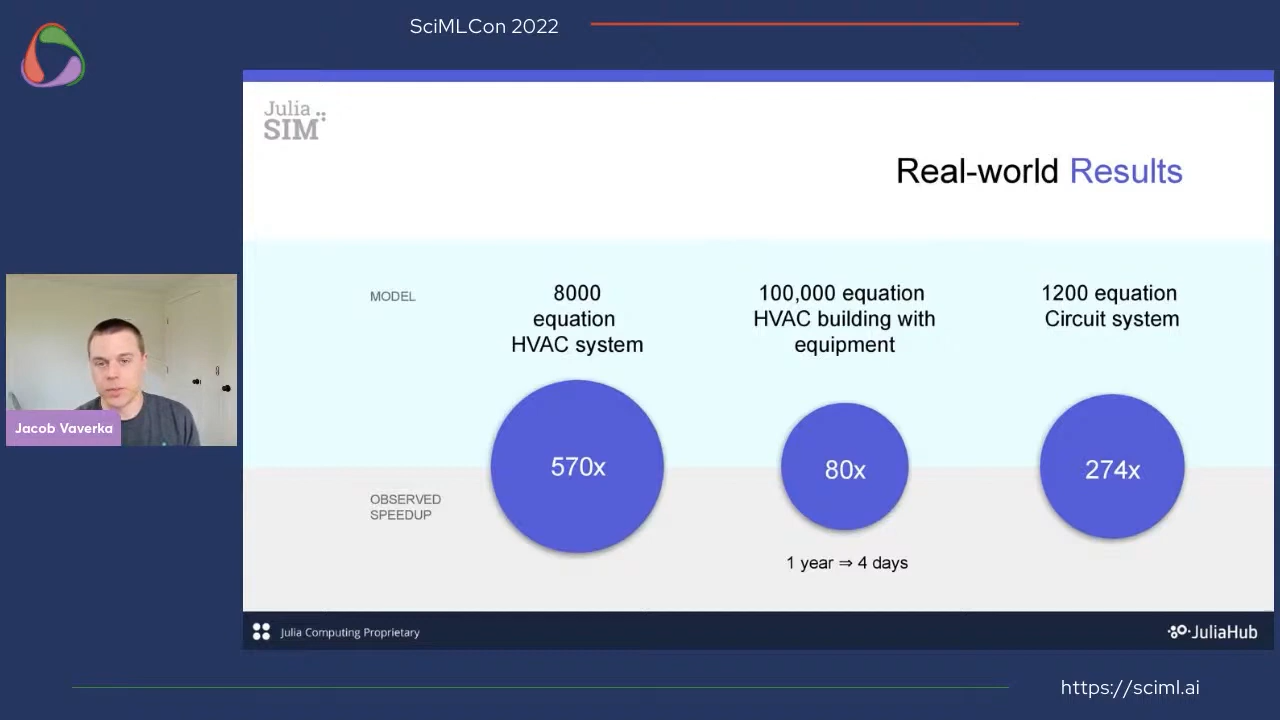 SciMLCon 2022
Julia
SIM
Real-world Results
MODEL
8000
equation
HVAC system
100,000 equation
HVAC building with
equipment
1200 equation
Circuit system
570x
80x
274x
OBSERVED
SPEEDUP
1 year ⇒ 4 days
Jacob Vaverka
Julia Computing Proprietary
JuliaHub
https://sciml.ai